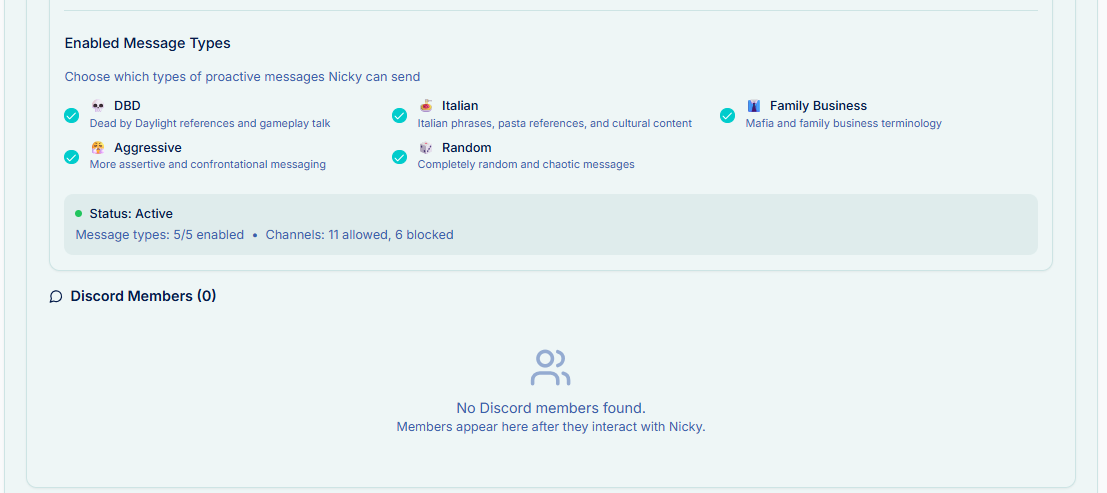 Enabled Message Types
Choose which types of proactive messages Nicky can send
DBD
Dead by Daylight references and gameplay talk
Italian
Italian phrases, pasta references, and cultural content
Family Business
Mafia and family business terminology
Aggressive
More assertive and confrontational messaging
Random
Completely random and chaotic messages
Status: Active
Message types: 5/5 enabled • Channels: 11 allowed, 6 blocked
Discord Members (0)
No Discord members found.
Members appear here after they interact with Nicky.